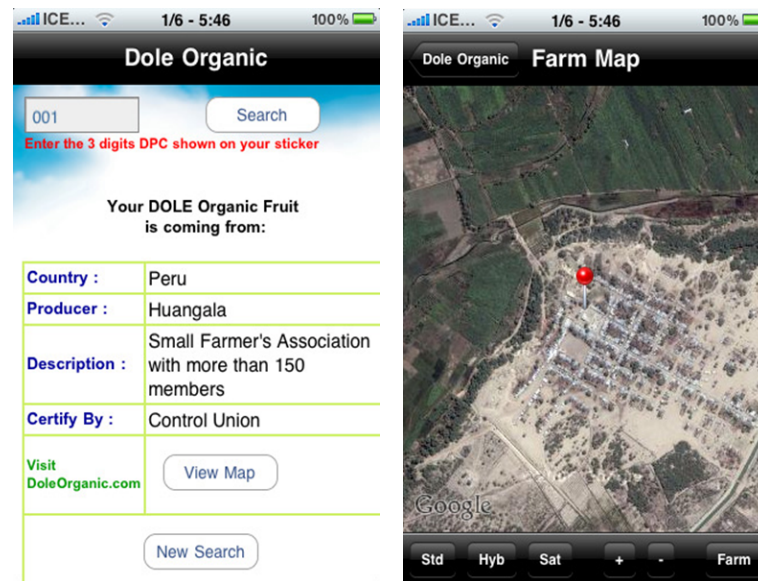 ICE...
1/6 - 5:46
100%
Dole Organic
001
Search
Enter the 3 digits DPC shown on your sticker
Your DOLE Organic Fruit
is coming from:
Country :
Peru
Producer :
Huangala
Description :
Small Farmer's Association
with more than 150
members
Certify By :
Control Union
Visit
DoleOrganic.com
View Map
New Search
ICE...
1/6 - 5:46
100%
Dole Organic
Farm Map
Google
Std
Hyb
Sat
+
-
Farm